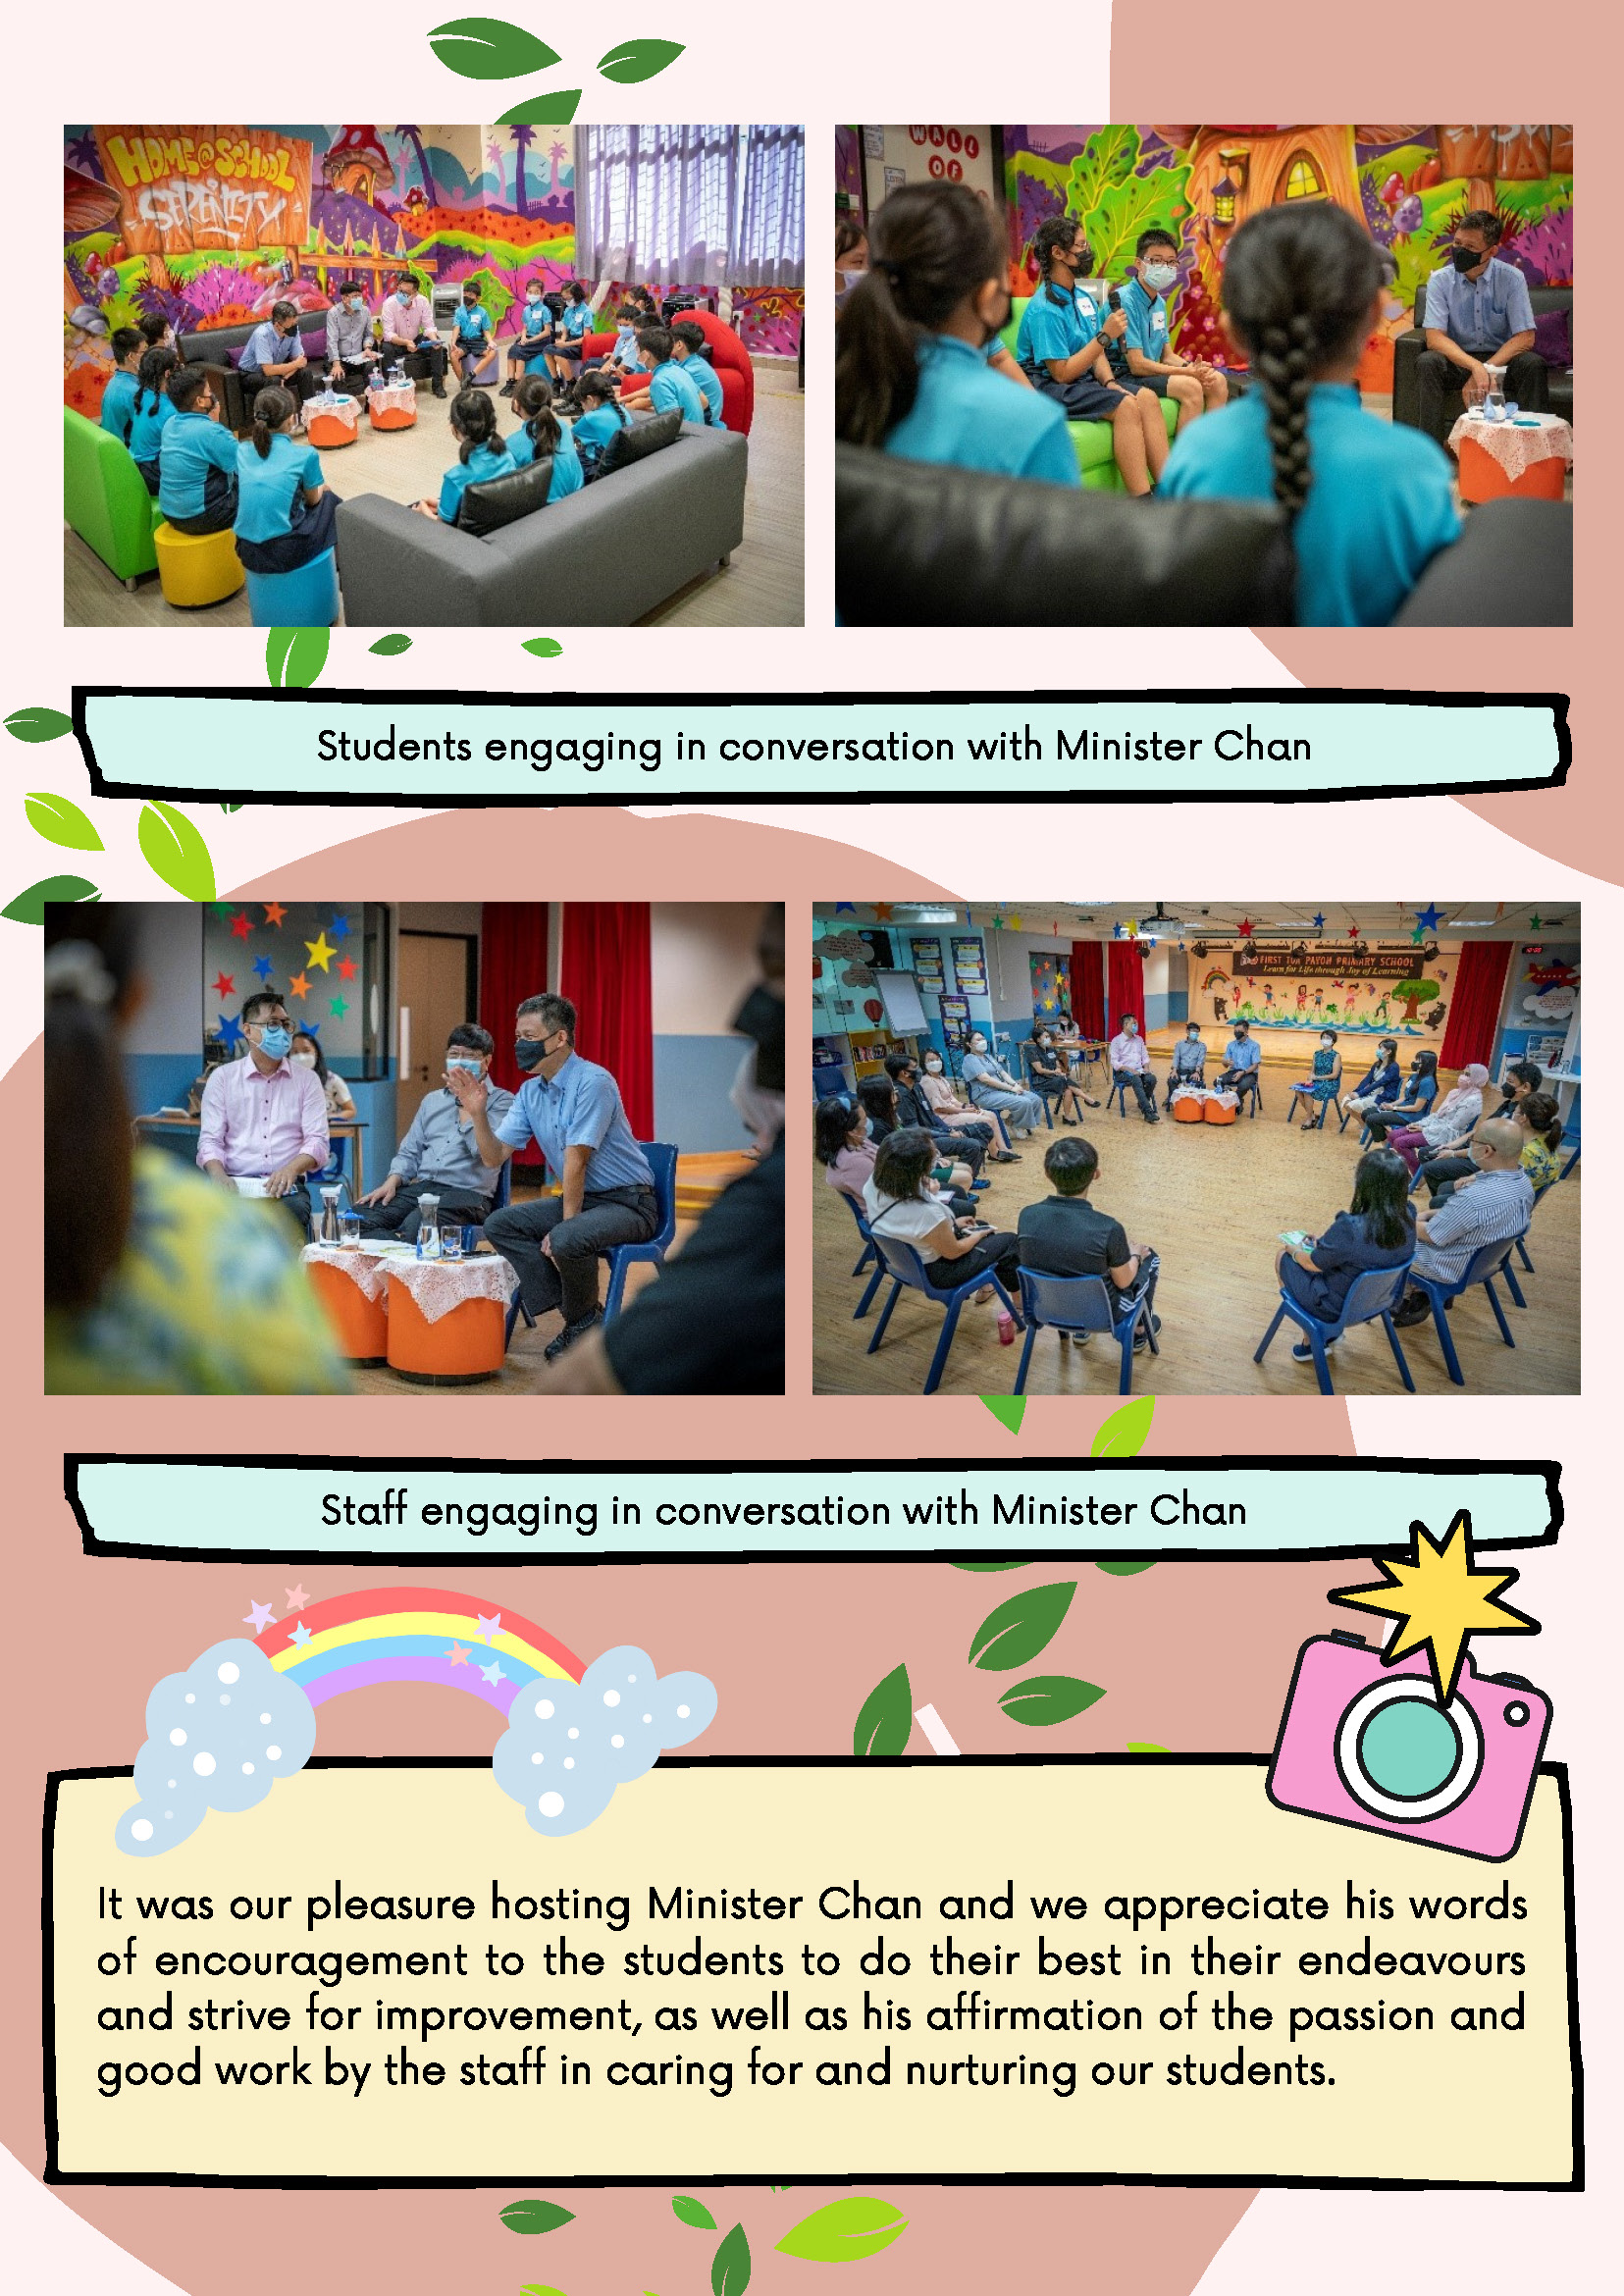 HOME@SCHOOL
SERENITY
WALL
OF
Students engaging in conversation with Minister Chan
FIRST TOA PAYOH PRIMARY SCHOOL
Learn for Life through Joy of Learning
Staff engaging in conversation with Minister Chan
It was our pleasure hosting Minister Chan and we appreciate his words
of encouragement to the students to do their best in their endeavours
and strive for improvement, as well as his affirmation of the passion and
good work by the staff in caring for and nurturing our students.